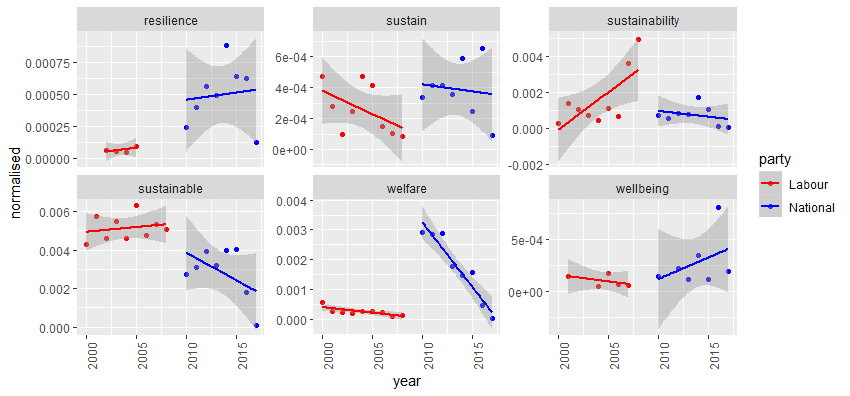 resilience
sustain
sustainability
0.00075
0.00050
0.00025
0.00000
6e-04
4e-04
2e-04
0e+00
0.004
0.002
0.000
-0.002
sustainable
welfare
wellbeing
0.006
0.004
0.002
0.000
0.004
0.003
0.002
0.001
0.000
5e-04
0e+00
2000
2005
2010
2015
2000
2005
2010
2015
2000
2005
2010
2015
normalised
year
party
Labour
National